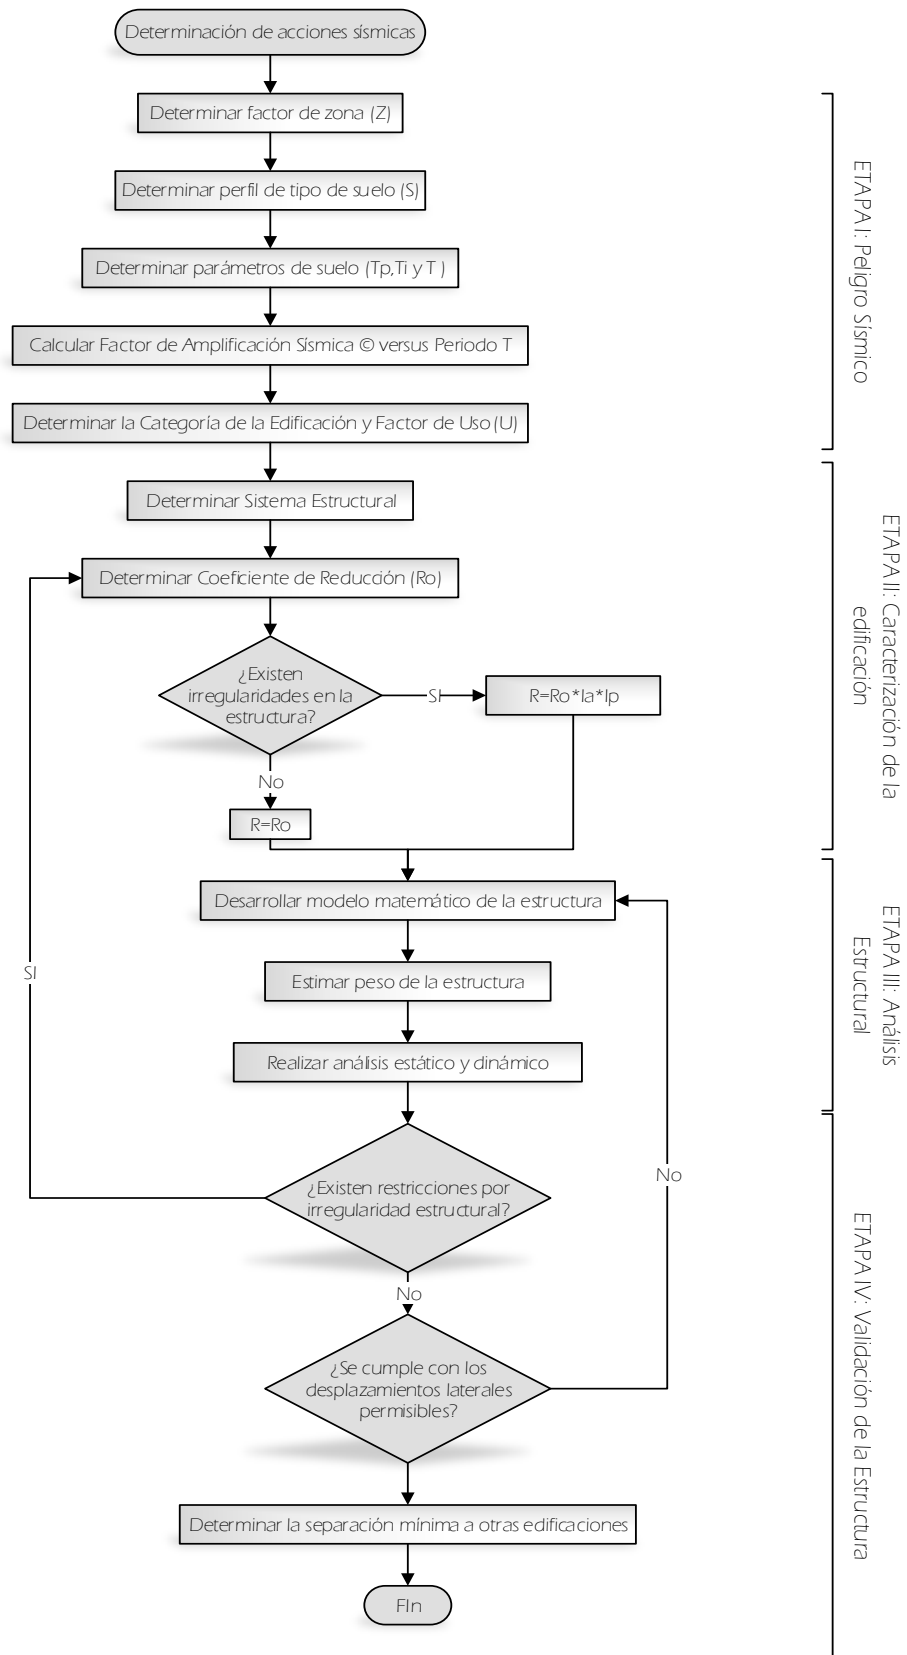 Determinación de acciones sísmicas
Determinar factor de zona (Z)
Determinar perfil de tipo de suelo (S)
Determinar parámetros de suelo (Tp,Ti y T )
Calcular Factor de Amplificación Sísmica © versus Periodo T
Determinar la Categoría de la Edificación y Factor de Uso (U)
ETAPA I: Peligro Sísmico
Determinar Sistema Estructural
Determinar Coeficiente de Reducción (Ro)
¿Existen
irregularidades en la
estructura?
SI
R=Ro*Ia*Ip
No
R=Ro
ETAPA II: Caracterización de la
edificación
Desarrollar modelo matemático de la estructura
Estimar peso de la estructura
Realizar análisis estático y dinámico
ETAPA III: Análisis
Estructural
SI
¿Existen restricciones por
irregularidad estructural?
No
No
¿Se cumple con los
desplazamientos laterales
permisibles?
Determinar la separación mínima a otras edificaciones
FIn
ETAPA IV: Validación de la Estructura